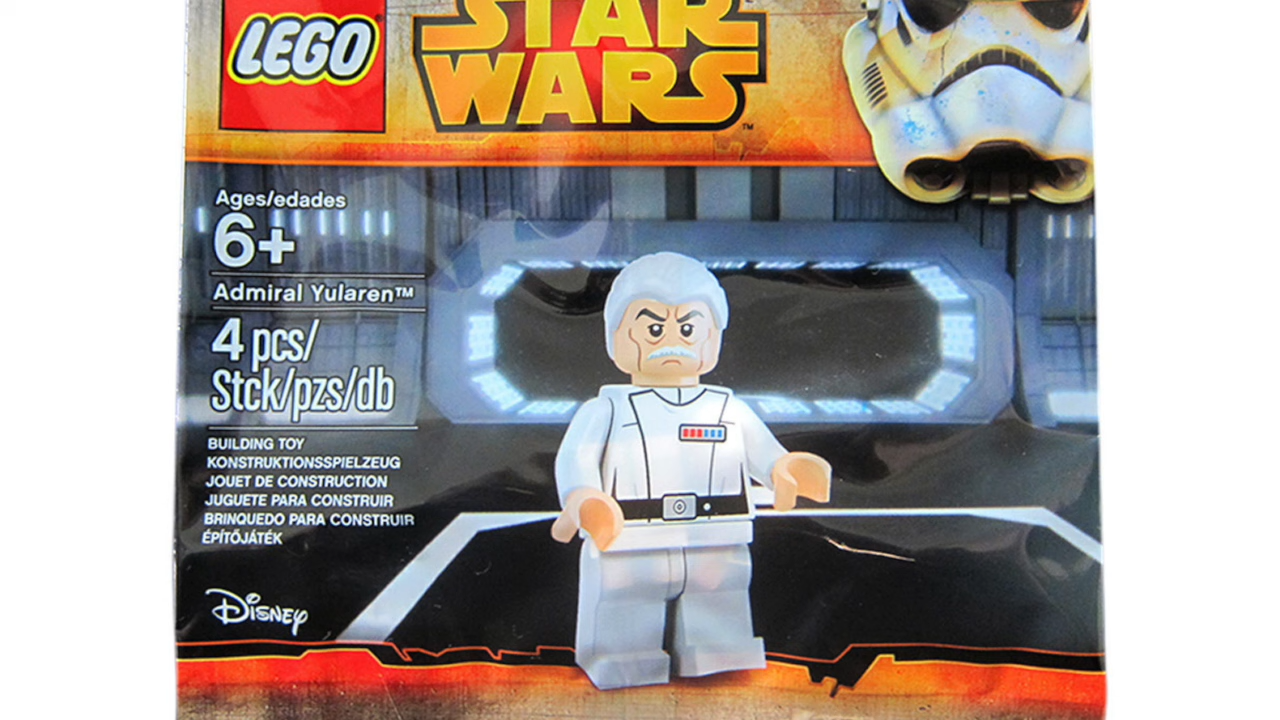 LEGO
STAR
WARS
TM
Ages/edades
6+
Admiral Yularen™
4 pcs/
Stck/pzs/db
BUILDING TOY
KONSTRUKTIONSSPIELZEUG
JOUET DE CONSTRUCTION
JUGUETE PARA CONSTRUIR
BRINQUEDO PARA CONSTRUIR
ÉPÍTŐJÁTÉK
Disney